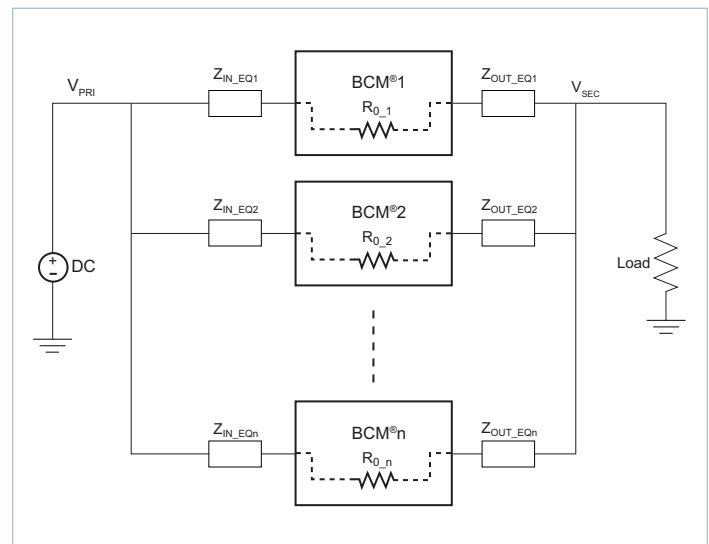 V_PRI
Z_IN_EQ1
BCM®1
R_0_1
Z_OUT_EQ1
V_SEC
Z_IN_EQ2
BCM®2
R_0_2
Z_OUT_EQ2
+
DC
Load
Z_IN_EQn
BCM®n
R_0_n
Z_OUT_EQn